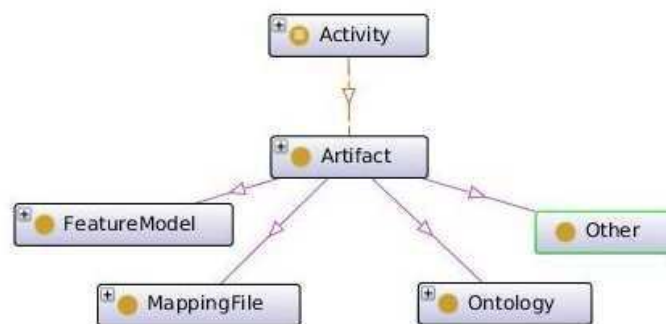 Activity
Artifact
FeatureModel
Other
MappingFile
Ontology